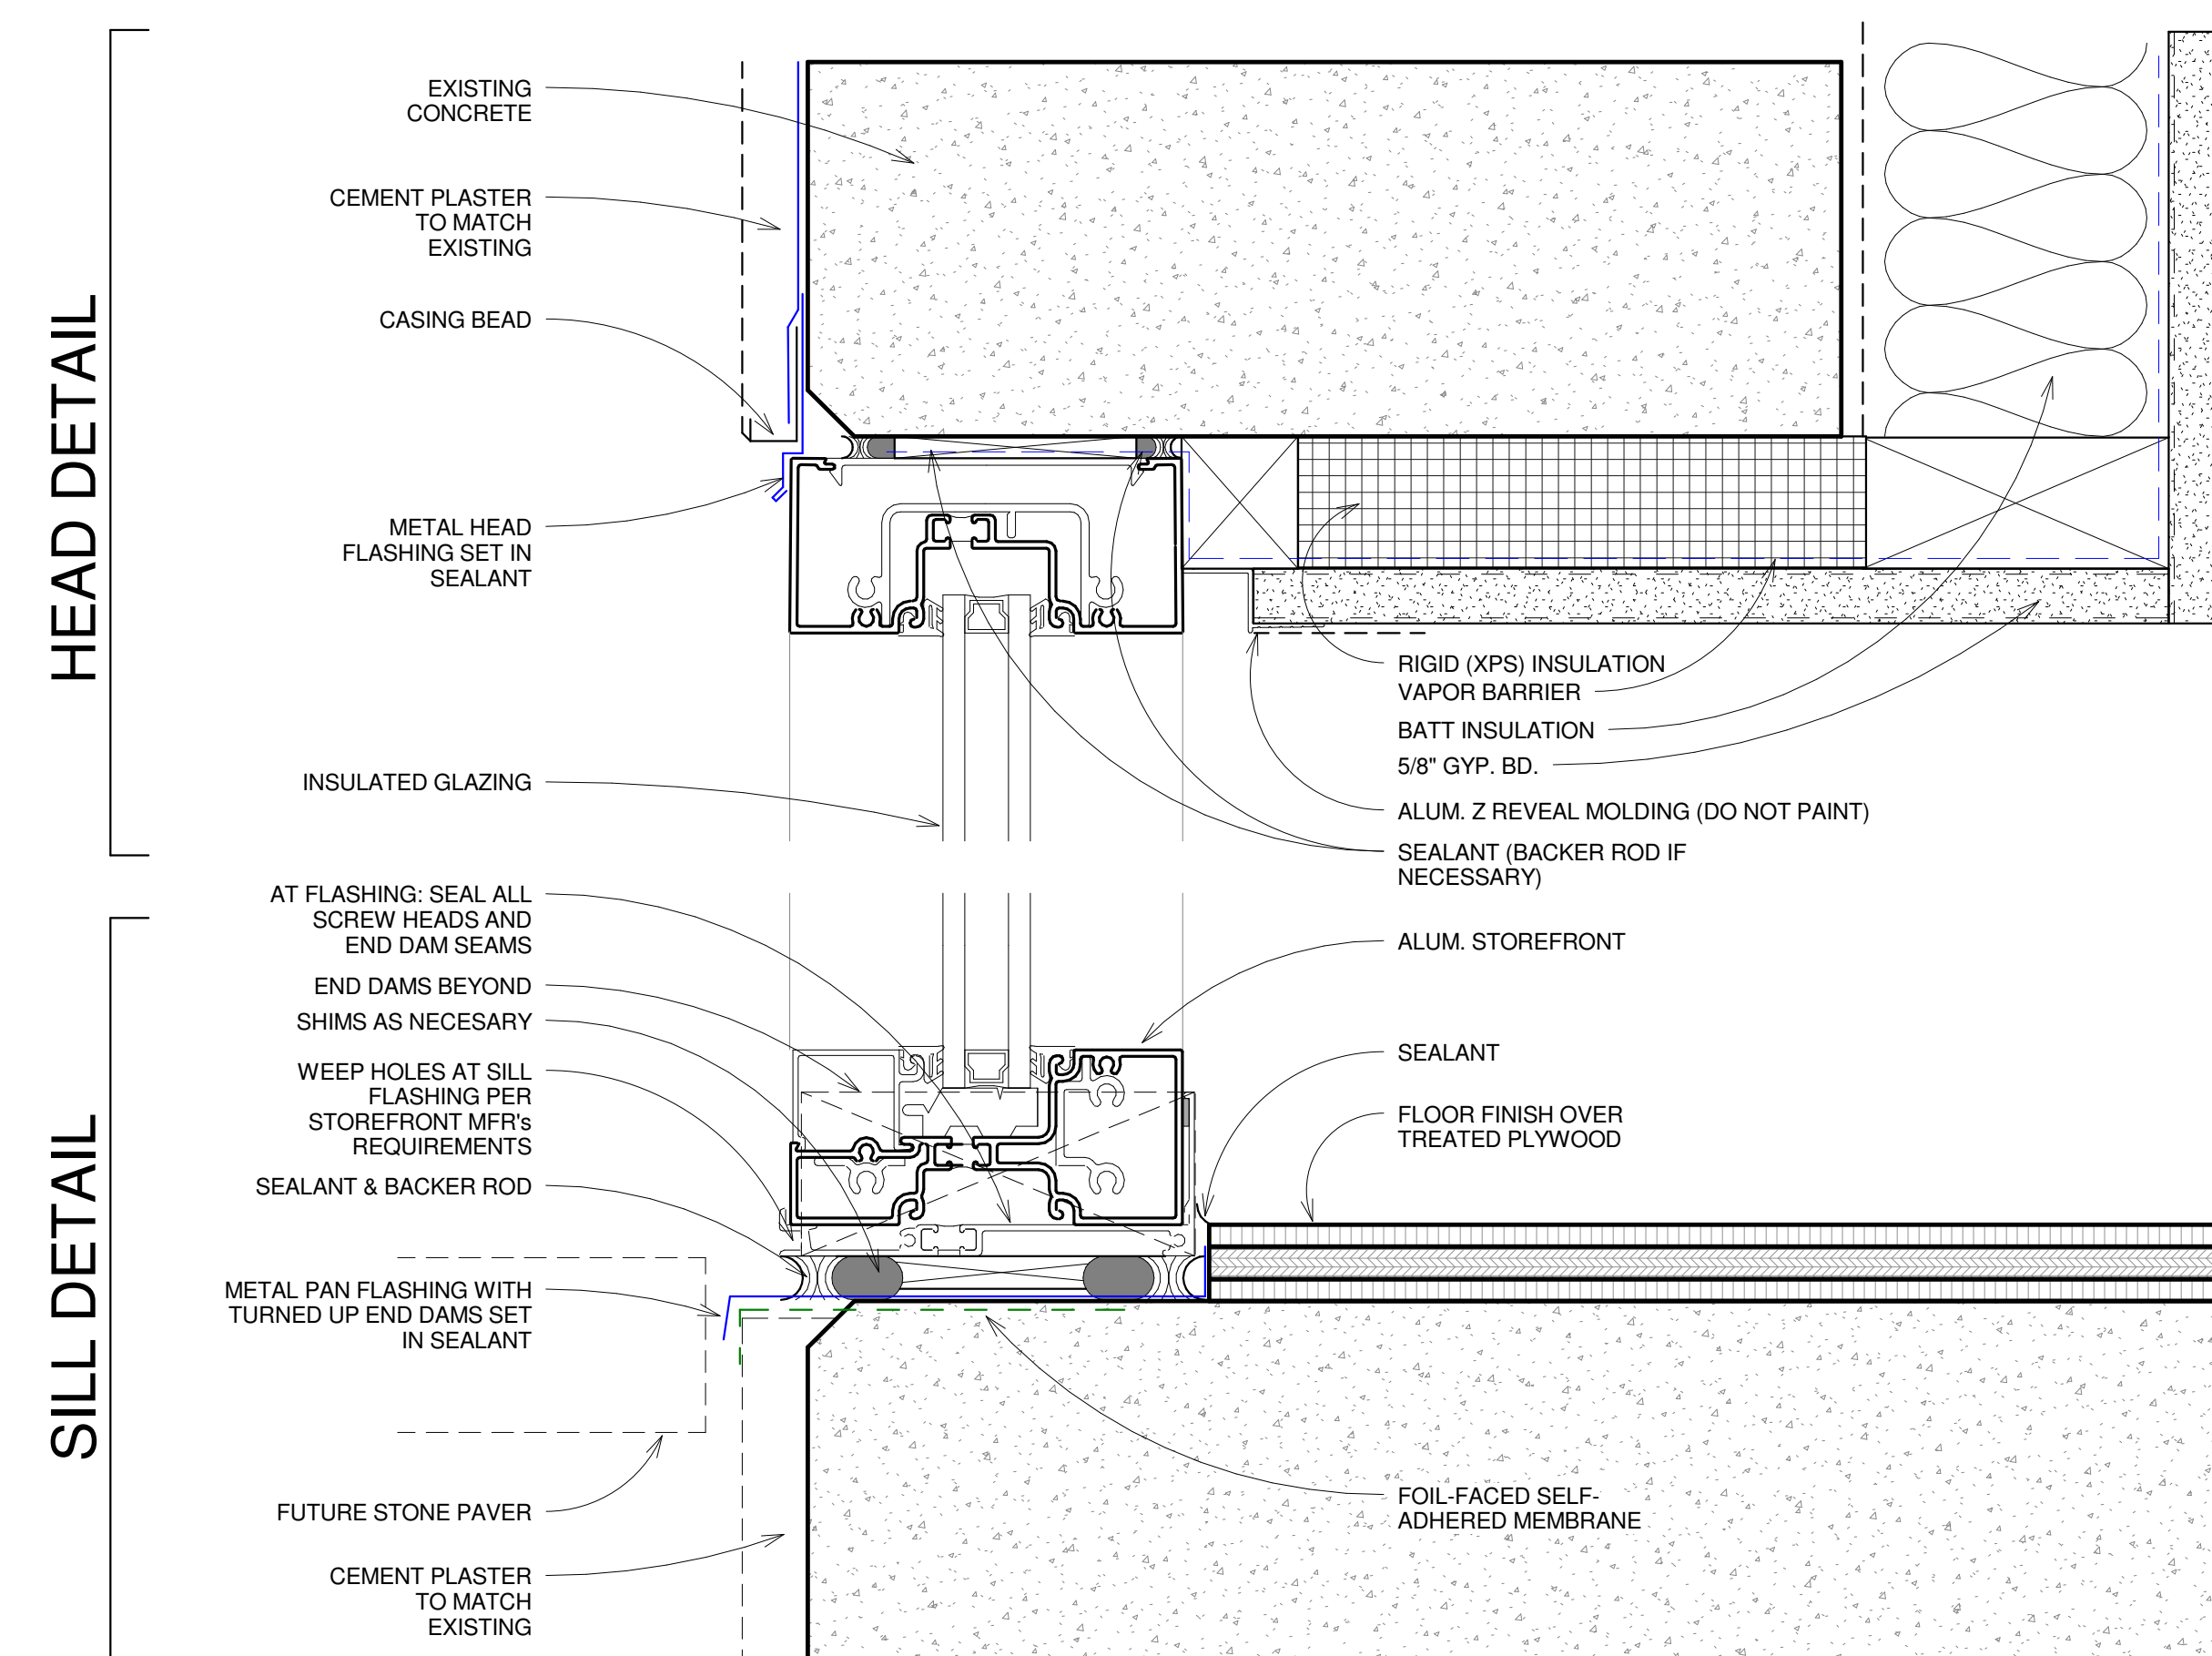 HEAD DETAIL
EXISTING
CONCRETE
CEMENT PLASTER
TO MATCH
EXISTING
CASING BEAD
METAL HEAD
FLASHING SET IN
SEALANT
INSULATED GLAZING
RIGID (XPS) INSULATION
VAPOR BARRIER
BATT INSULATION
5/8" GYP. BD.
ALUM. Z REVEAL MOLDING (DO NOT PAINT)
SEALANT (BACKER ROD IF
NECESSARY)
SILL DETAIL
AT FLASHING: SEAL ALL
SCREW HEADS AND
END DAM SEAMS
END DAMS BEYOND
SHIMS AS NECESARY
WEEP HOLES AT SILL
FLASHING PER
STOREFRONT MFR's
REQUIREMENTS
SEALANT & BACKER ROD
METAL PAN FLASHING WITH
TURNED UP END DAMS SET
IN SEALANT
FUTURE STONE PAVER
CEMENT PLASTER
TO MATCH
EXISTING
ALUM. STOREFRONT
SEALANT
FLOOR FINISH OVER
TREATED PLYWOOD
FOIL-FACED SELF-
ADHERED MEMBRANE